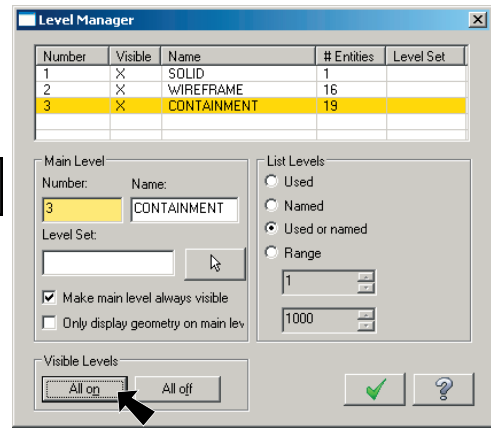 Level Manager
Number Visible Name # Entities Level Set
1 X SOLID 1
2 X WIREFRAME 16
3 X CONTAINMENT 19
Main Level
Number: Name:
3 CONTAINMENT
Level Set:
Make main level always visible
Only display geometry on main lev
List Levels
Used
Named
Used or named
Range
1
1000
Visible Levels
All on All off